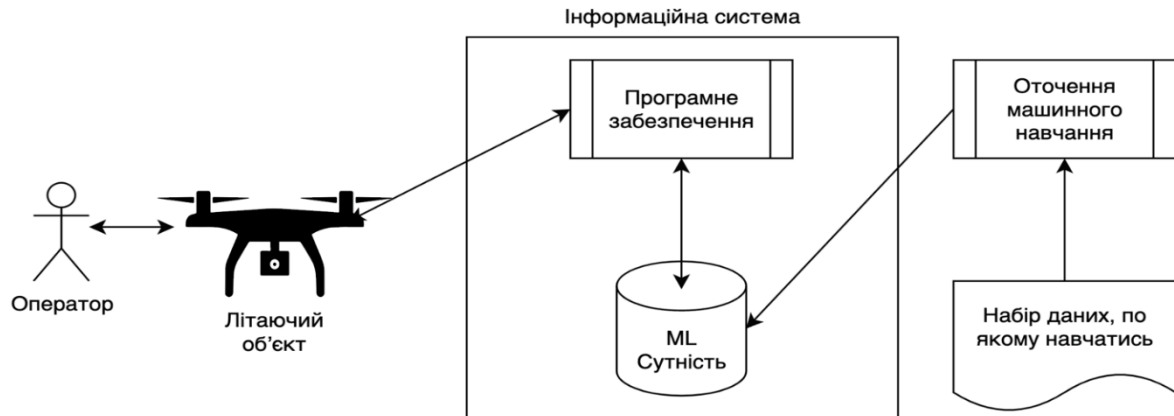 Інформаційна система
Програмне
забезпечення
Оточення
машинного
навчання
Оператор
Літаючий
об’єкт
ML
Сутність
Набір даних, по
якому навчатись